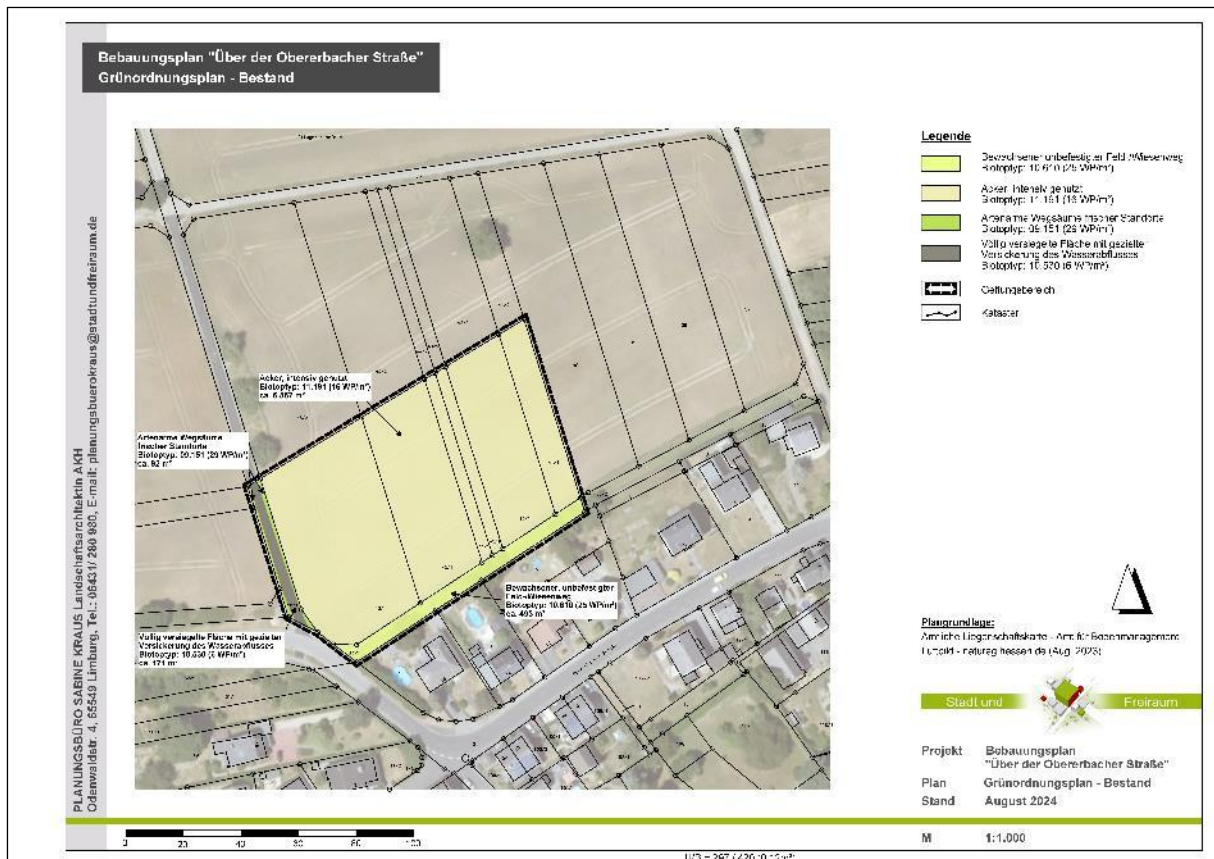 Bebauungsplan "Über der Obererbacher Straße"
Grünordnungsplan - Bestand
PLANUNGSBÜRO SABINE KRAUS Landschaftsarchitektin AKH
Odenwaldstr. 4, 65549 Limburg, Tel.: 06431/ 280 980, E-mail: planungsbuerokraus@stadtundfreiraum.de
Acker, intensiv genutzt
Biotoptyp: 11.191 (16 WP/m²)
Artenarme Wegsäume
frischer Standorte
Biotoptyp: 09.151 (29 WP/m²)
ca. 92 m²
Bewachsener, unbefestigter
Feld-/Wiesenweg
Biotoptyp: 10.610 (25 WP/m²)
ca. 493 m²
Völlig versiegelte Fläche mit gezielter
Versickerung des Wasserabflusses
Biotoptyp: 10.530 (6 WP/m²)
ca. 171 m²
Legende
Bewachsener unbefestigter Feld-/Wiesenweg
Biotoptyp: 10.610 (25 WP/m²)
Acker, intensiv genutzt
Biotoptyp: 11.191 (16 WP/m²)
Artenarme Wegsäume frischer Standorte
Biotoptyp: 09.151 (29 WP/m²)
Völlig versiegelte Fläche mit gezielter
Versickerung des Wasserabflusses
Biotoptyp: 10.530 (6 WP/m²)
Geltungsbereich
Kataster
Plangrundlage:
Amtliche Liegenschaftskarte - Amt für Bodenmanagement
Luftbild - natureg.hessen.de (Aug. 2023)
Stadt und Freiraum
Projekt Bebauungsplan
"Über der Obererbacher Straße"
Plan Grünordnungsplan - Bestand
Stand August 2024
M 1:1.000
0 20 40 60 80 100